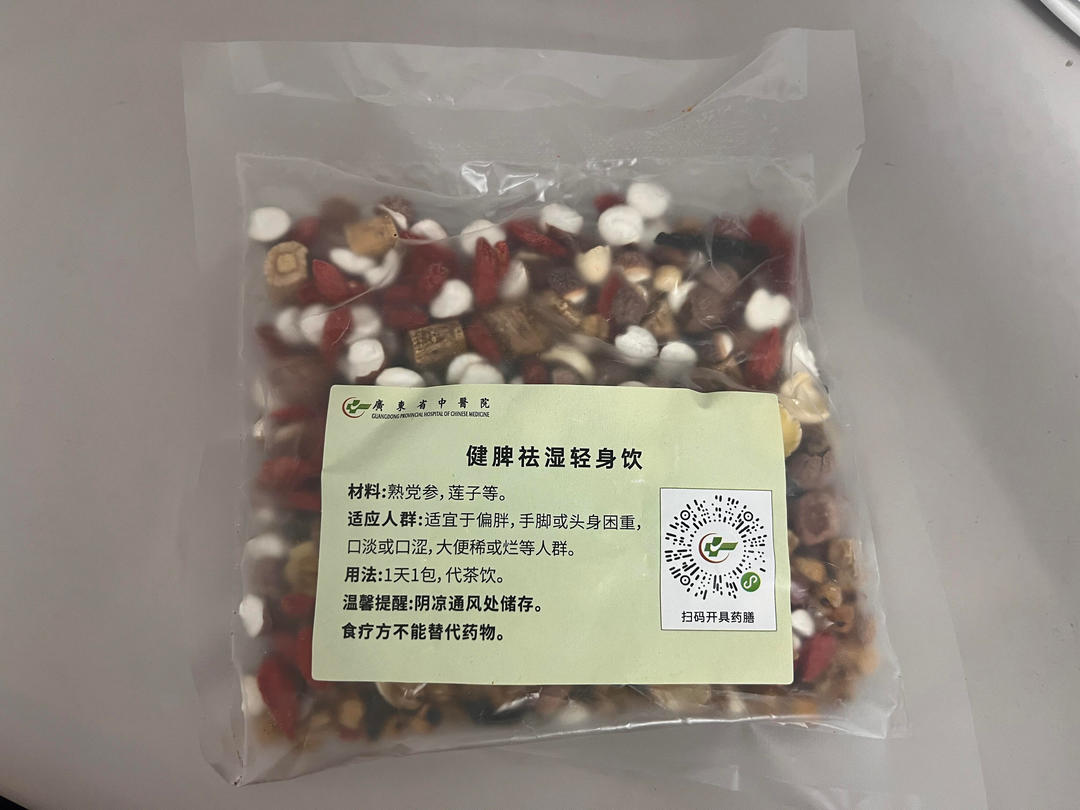 廣東省中醫院
GUANGDONG PROVINCIAL HOSPITAL OF CHINESE MEDICINE
健脾祛湿轻身饮
材料:熟党参,莲子等。
适应人群:适宜于偏胖,手脚或头身困重,
口淡或口涩,大便稀或烂等人群。
用法:1天1包,代茶饮。
温馨提醒:阴凉通风处储存。
食疗方不能替代药物。
扫码开具药膳